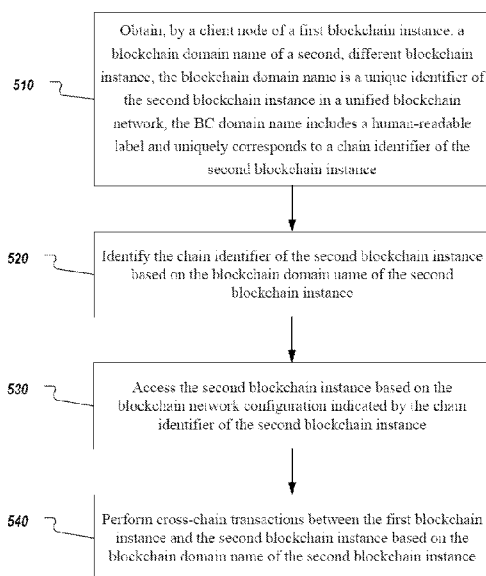 Obtain, by a client node of a first blockchain instance. a
blockchain domain name of a second, different blockchain
instance, the blockchain domain name is a unique identifier of
510 the second blockchain instance in a unified blockchain
network, the BC domain name includes a human-readable
label and uniquely corresponds to a chain identifier of the
second blockchain instance
Identify the chain identifier of the second blockchain instance
520 based on the blockchain domain name of the second
blockchain instance
530 Access the second blockchain instance based on the
blockchain network configuration indicated by the chain
identifier of the second blockchain instance
540 Perform cross-chain transactions between the first blockchain
instance and the second blockchain instance based on the
blockchain domain name of the second blockchain instance